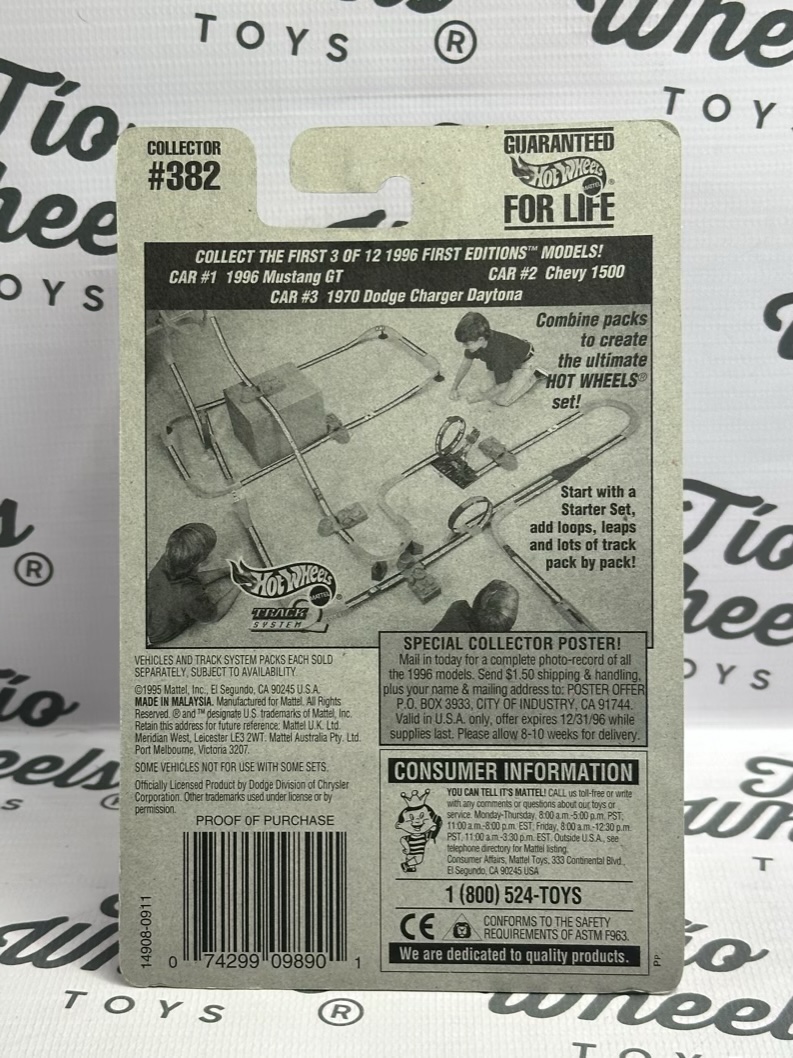 TOYS ®
Wheels
TOYS
Tío
Wheels
TOYS
COLLECTOR
#382
GUARANTEED
HOT WHEELS ®
MATTEL
FOR LIFE
COLLECT THE FIRST 3 OF 12 1996 FIRST EDITIONS™ MODELS!
CAR #1 1996 Mustang GT
CAR #2 Chevy 1500
CAR #3 1970 Dodge Charger Daytona
Combine packs
to create
the ultimate
HOT WHEELS®
set!
Start with a
Starter Set,
add loops, leaps
and lots of track
pack by pack!
HOT WHEELS
MATTEL
TRACK
SYSTEM
VEHICLES AND TRACK SYSTEM PACKS EACH SOLD
SEPARATELY, SUBJECT TO AVAILABILITY
©1995 Mattel, Inc., El Segundo, CA 90245 U.S.A.
MADE IN MALAYSIA. Manufactured for Mattel. All Rights
Reserved. ® and ™ designate U.S. trademarks of Mattel, Inc.
Retain this address for future reference: Mattel U.K. Ltd.
Meridian West, Leicester LE3 2WT. Mattel Australia Pty. Ltd.
Port Melbourne, Victoria 3207.
SOME VEHICLES NOT FOR USE WITH SOME SETS.
Officially Licensed Product by Dodge Division of Chrysler
Corporation. Other trademarks used under license or by
permission.
PROOF OF PURCHASE
14908-0911
0 74299 09890 1
SPECIAL COLLECTOR POSTER!
Mail in today for a complete photo-record of all
the 1996 models. Send $1.50 shipping & handling,
plus your name & mailing address to: POSTER OFFER
P.O. BOX 3933, CITY OF INDUSTRY, CA 91744.
Valid in U.S.A. only, offer expires 12/31/96 while
supplies last. Please allow 8-10 weeks for delivery.
CONSUMER INFORMATION
YOU CAN TELL IT'S MATTEL! CALL us toll-free or write
with any comments or questions about our toys or
service. Monday-Thursday, 8:00 a.m.-5:00 p.m. PST;
11:00 a.m.-8:00 p.m. EST; Friday, 8:00 a.m.-12:30 p.m.
PST, 11:00 a.m.-3:30 p.m. EST. Outside U.S.A., see
telephone directory for Mattel listing.
Consumer Affairs, Mattel Toys, 333 Continental Blvd.,
El Segundo, CA 90245 USA
1 (800) 524-TOYS
CE
CONFORMS TO THE SAFETY
REQUIREMENTS OF ASTM F963.
We are dedicated to quality products.
PP
Tío
Wheels
TOYS ®